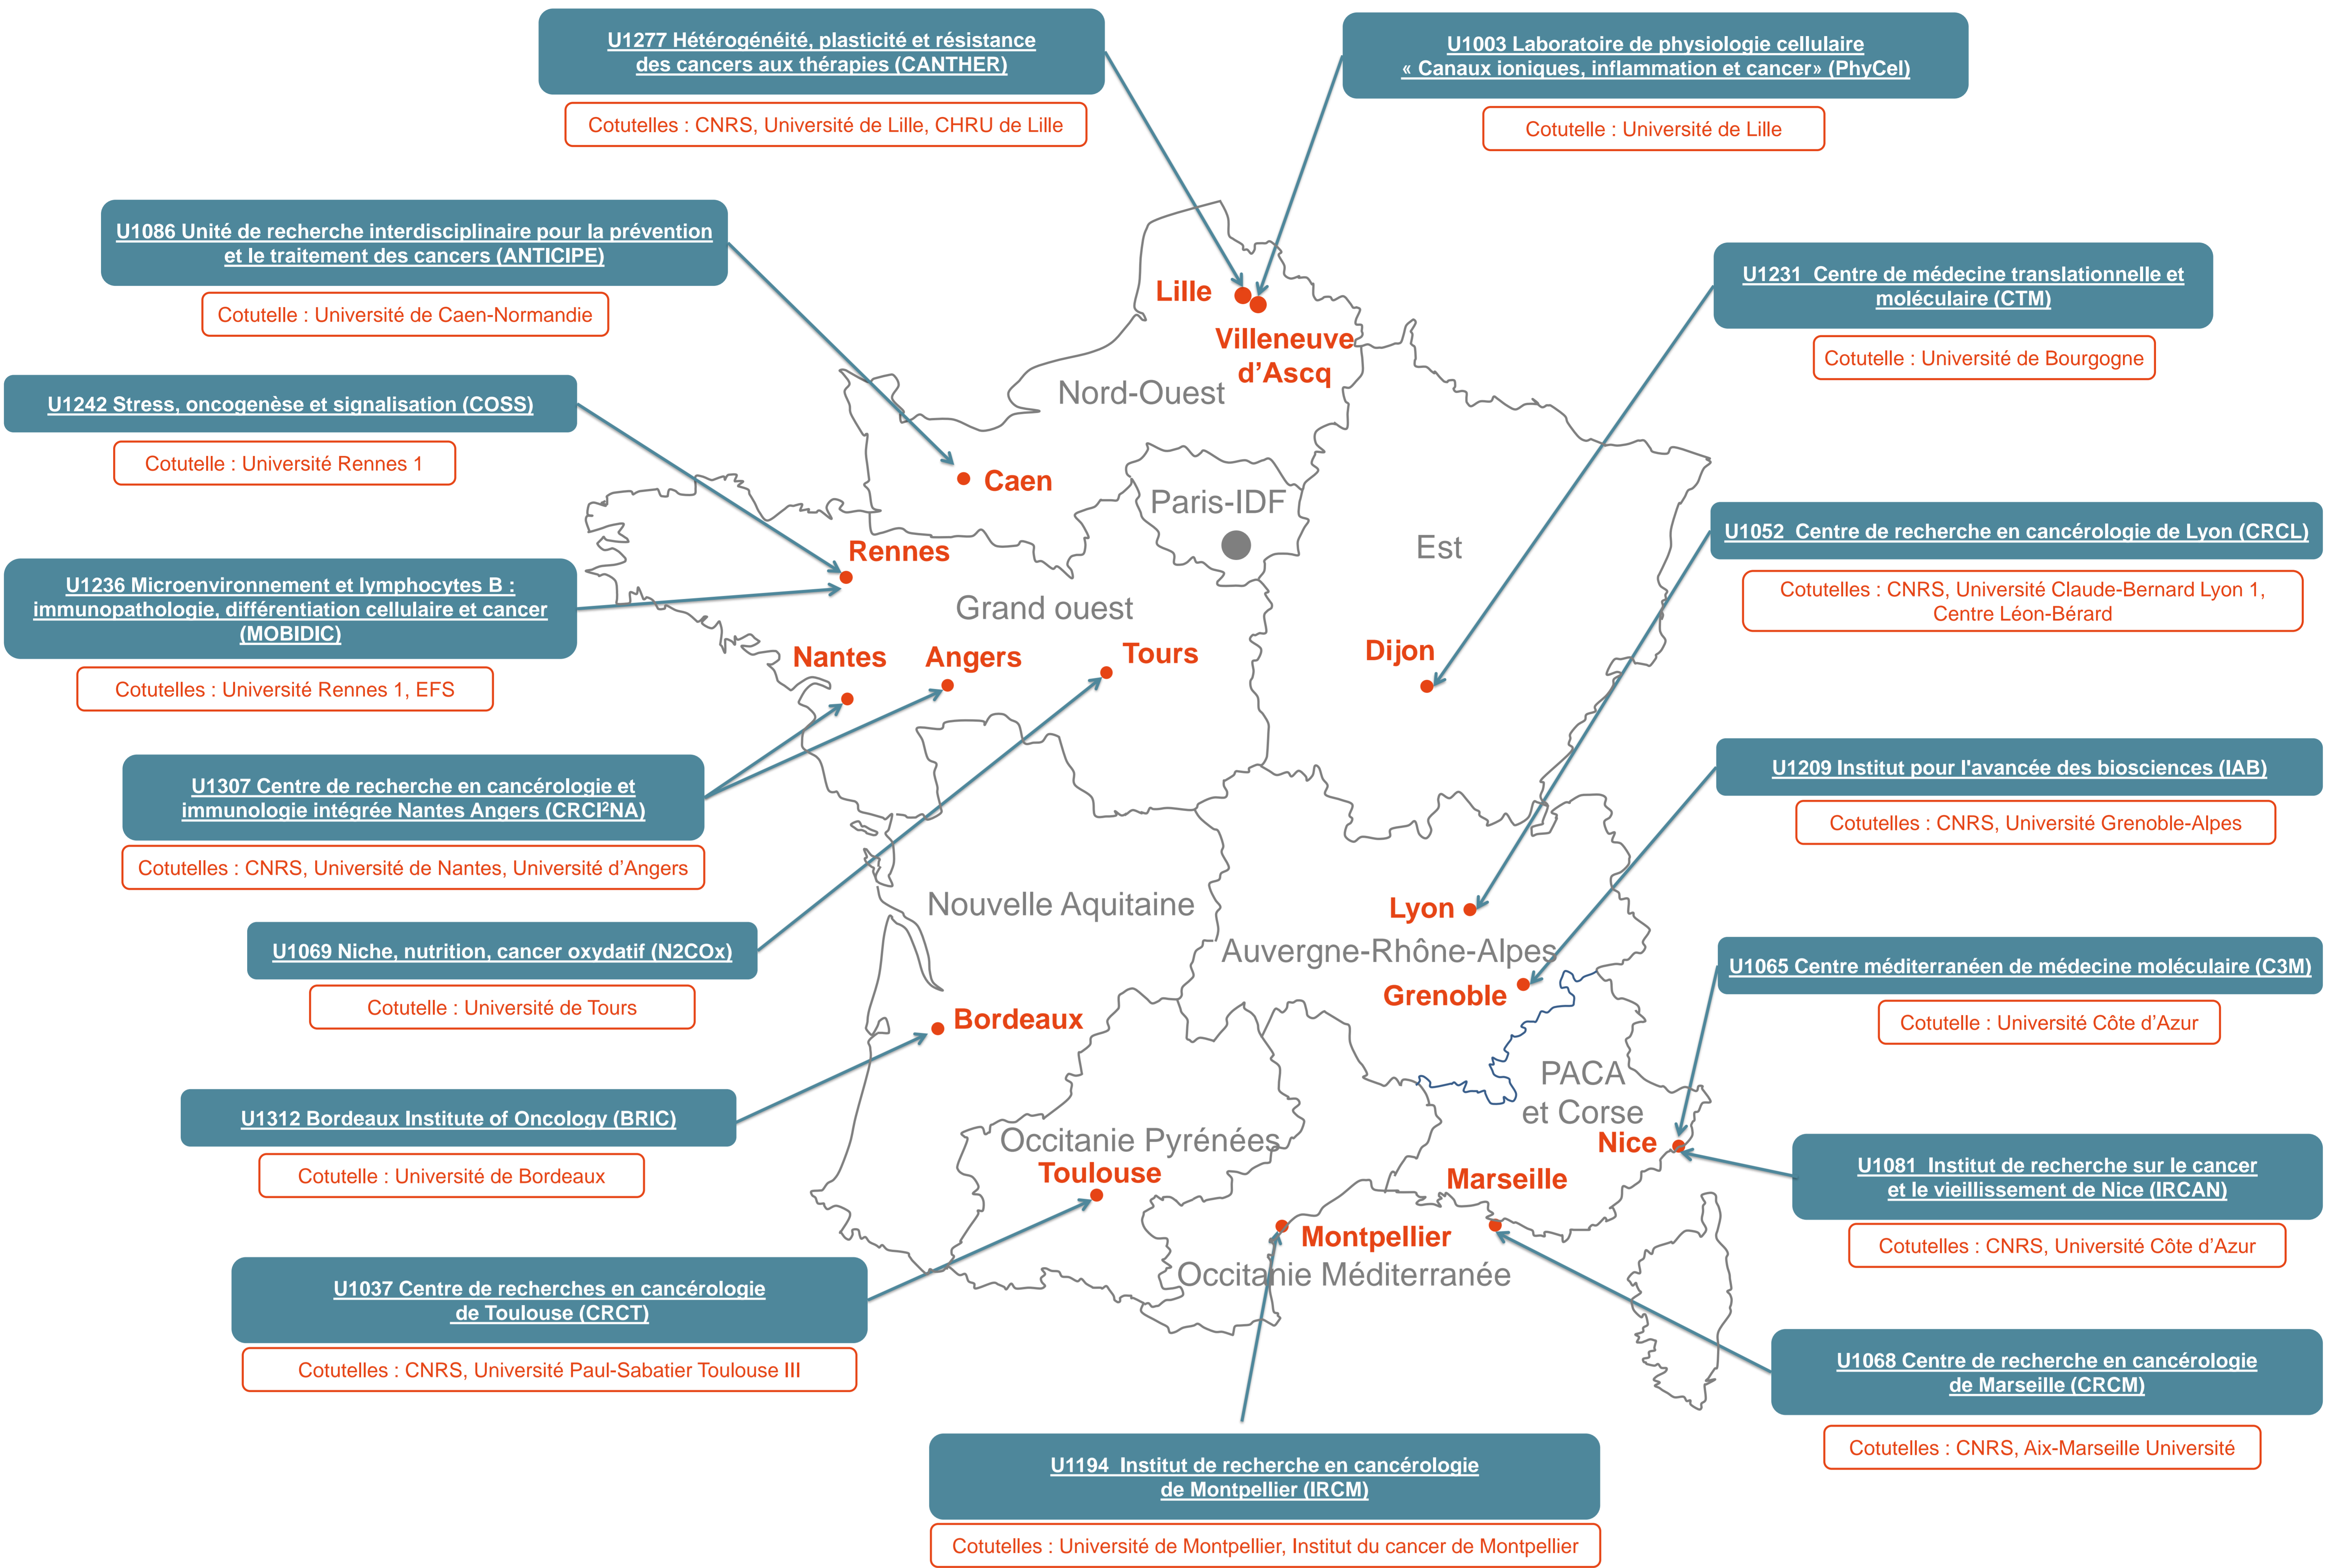 U1277 Hétérogénéité, plasticité et résistance
des cancers aux thérapies (CANTHER)
Cotutelles : CNRS, Université de Lille, CHRU de Lille
U1003 Laboratoire de physiologie cellulaire
« Canaux ioniques, inflammation et cancer» (PhyCel)
Cotutelle : Université de Lille
U1086 Unité de recherche interdisciplinaire pour la prévention
et le traitement des cancers (ANTICIPE)
Cotutelle : Université de Caen-Normandie
U1242 Stress, oncogenèse et signalisation (COSS)
Cotutelle : Université Rennes 1
U1236 Microenvironnement et lymphocytes B :
immunopathologie, différentiation cellulaire et cancer
(MOBIDIC)
Cotutelles : Université Rennes 1, EFS
U1307 Centre de recherche en cancérologie et
immunologie intégrée Nantes Angers (CRCI²NA)
Cotutelles : CNRS, Université de Nantes, Université d’Angers
U1069 Niche, nutrition, cancer oxydatif (N2COx)
Cotutelle : Université de Tours
U1312 Bordeaux Institute of Oncology (BRIC)
Cotutelle : Université de Bordeaux
U1037 Centre de recherches en cancérologie
de Toulouse (CRCT)
Cotutelles : CNRS, Université Paul-Sabatier Toulouse III
Lille
Villeneuve
d’Ascq
Nord-Ouest
Caen
Paris-IDF
Est
Rennes
Grand ouest
Nantes
Angers
Tours
Dijon
Nouvelle Aquitaine
Lyon
Auvergne-Rhône-Alpes
Grenoble
Bordeaux
PACA
et Corse
Occitanie Pyrénées
Toulouse
Nice
Marseille
Montpellier
Occitanie Méditerranée
U1231 Centre de médecine translationnelle et
moléculaire (CTM)
Cotutelle : Université de Bourgogne
U1052 Centre de recherche en cancérologie de Lyon (CRCL)
Cotutelles : CNRS, Université Claude-Bernard Lyon 1,
Centre Léon-Bérard
U1209 Institut pour l'avancée des biosciences (IAB)
Cotutelles : CNRS, Université Grenoble-Alpes
U1065 Centre méditerranéen de médecine moléculaire (C3M)
Cotutelle : Université Côte d’Azur
U1081 Institut de recherche sur le cancer
et le vieillissement de Nice (IRCAN)
Cotutelles : CNRS, Université Côte d’Azur
U1068 Centre de recherche en cancérologie
de Marseille (CRCM)
Cotutelles : CNRS, Aix-Marseille Université
U1194 Institut de recherche en cancérologie
de Montpellier (IRCM)
Cotutelles : Université de Montpellier, Institut du cancer de Montpellier